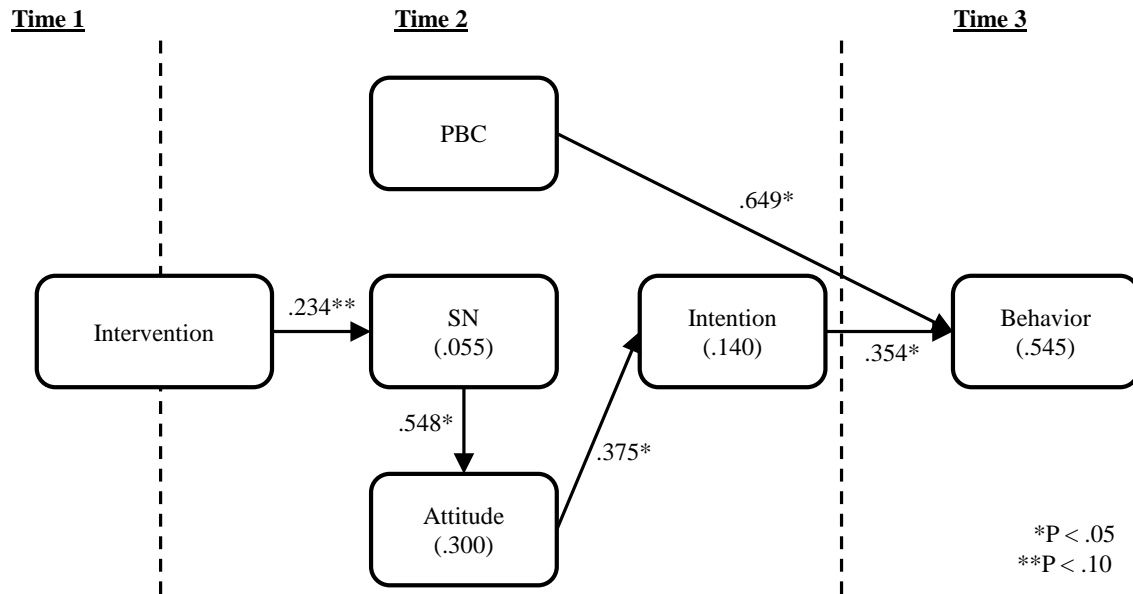 Time 1
Time 2
Time 3
PBC
.649*
Intervention
.234**
SN
(.055)
Intention
(.140)
.354*
Behavior
(.545)
.548*
.375*
Attitude
(.300)
*P < .05
**P < .10